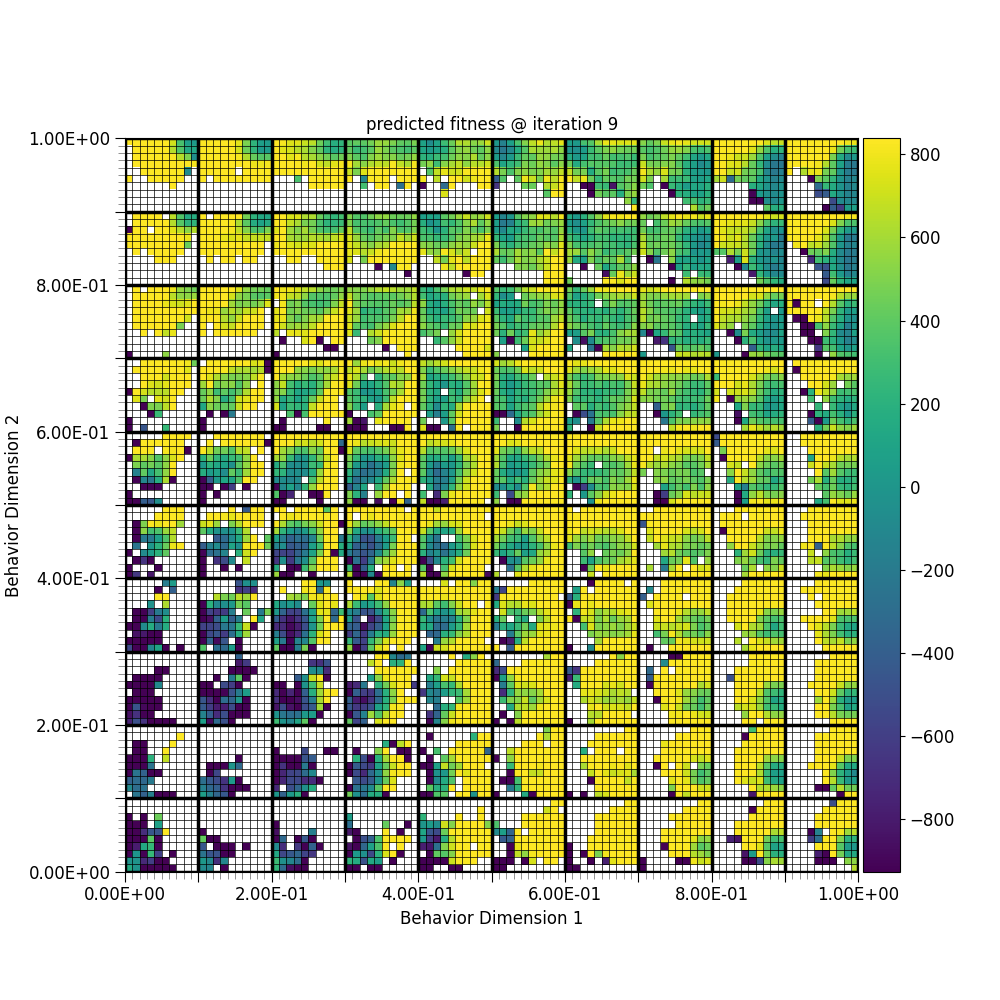 predicted fitness @ iteration 9
1.00E+00
8.00E-01
6.00E-01
4.00E-01
2.00E-01
0.00E+00
Behavior Dimension 2
0.00E+00 2.00E-01 4.00E-01 6.00E-01 8.00E-01 1.00E+00
Behavior Dimension 1
800
600
400
200
0
−200
−400
−600
−800